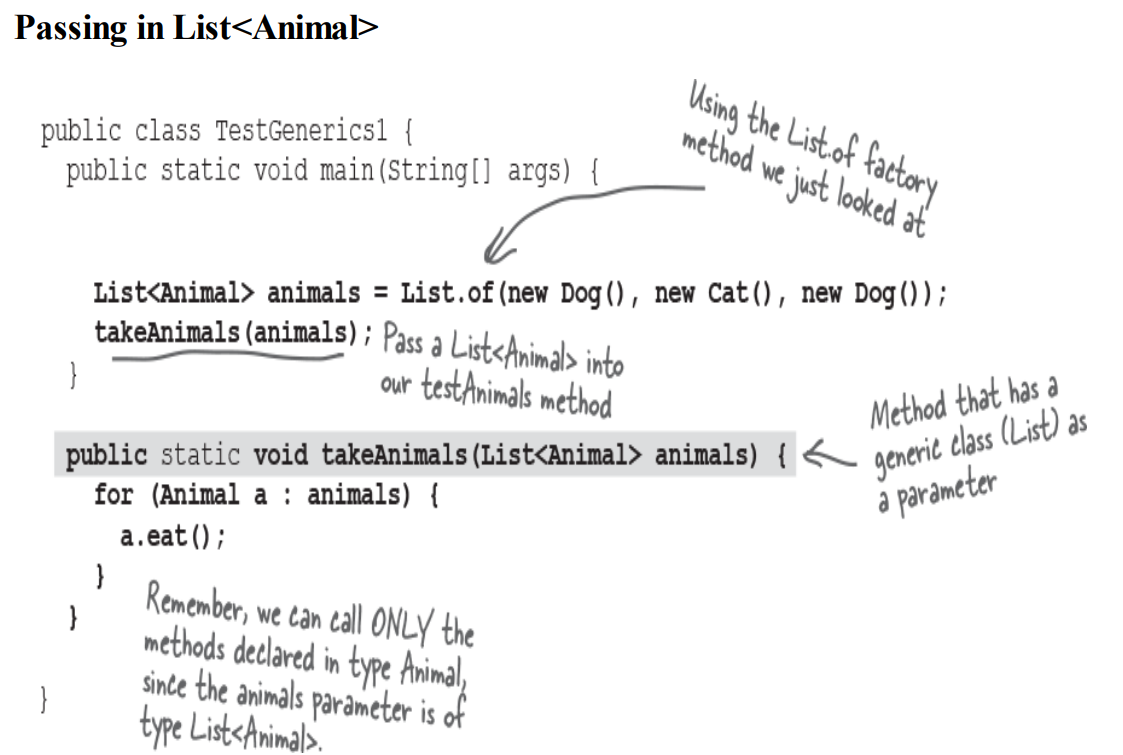 Passing in List<Animal>
Using the List.of factory
method we just looked at
public class TestGenerics1 {
public static void main(String[] args) {
List<Animal> animals = List.of(new Dog(), new Cat(), new Dog());
takeAnimals(animals);
Pass a List<Animal> into
our testAnimals method
}
Method that has a
generic class (List) as
a parameter
public static void takeAnimals(List<Animal> animals) {
for (Animal a : animals) {
a.eat();
}
}
Remember, we can call ONLY the
methods declared in type Animal,
since the animals parameter is of
type List<Animal>.
}